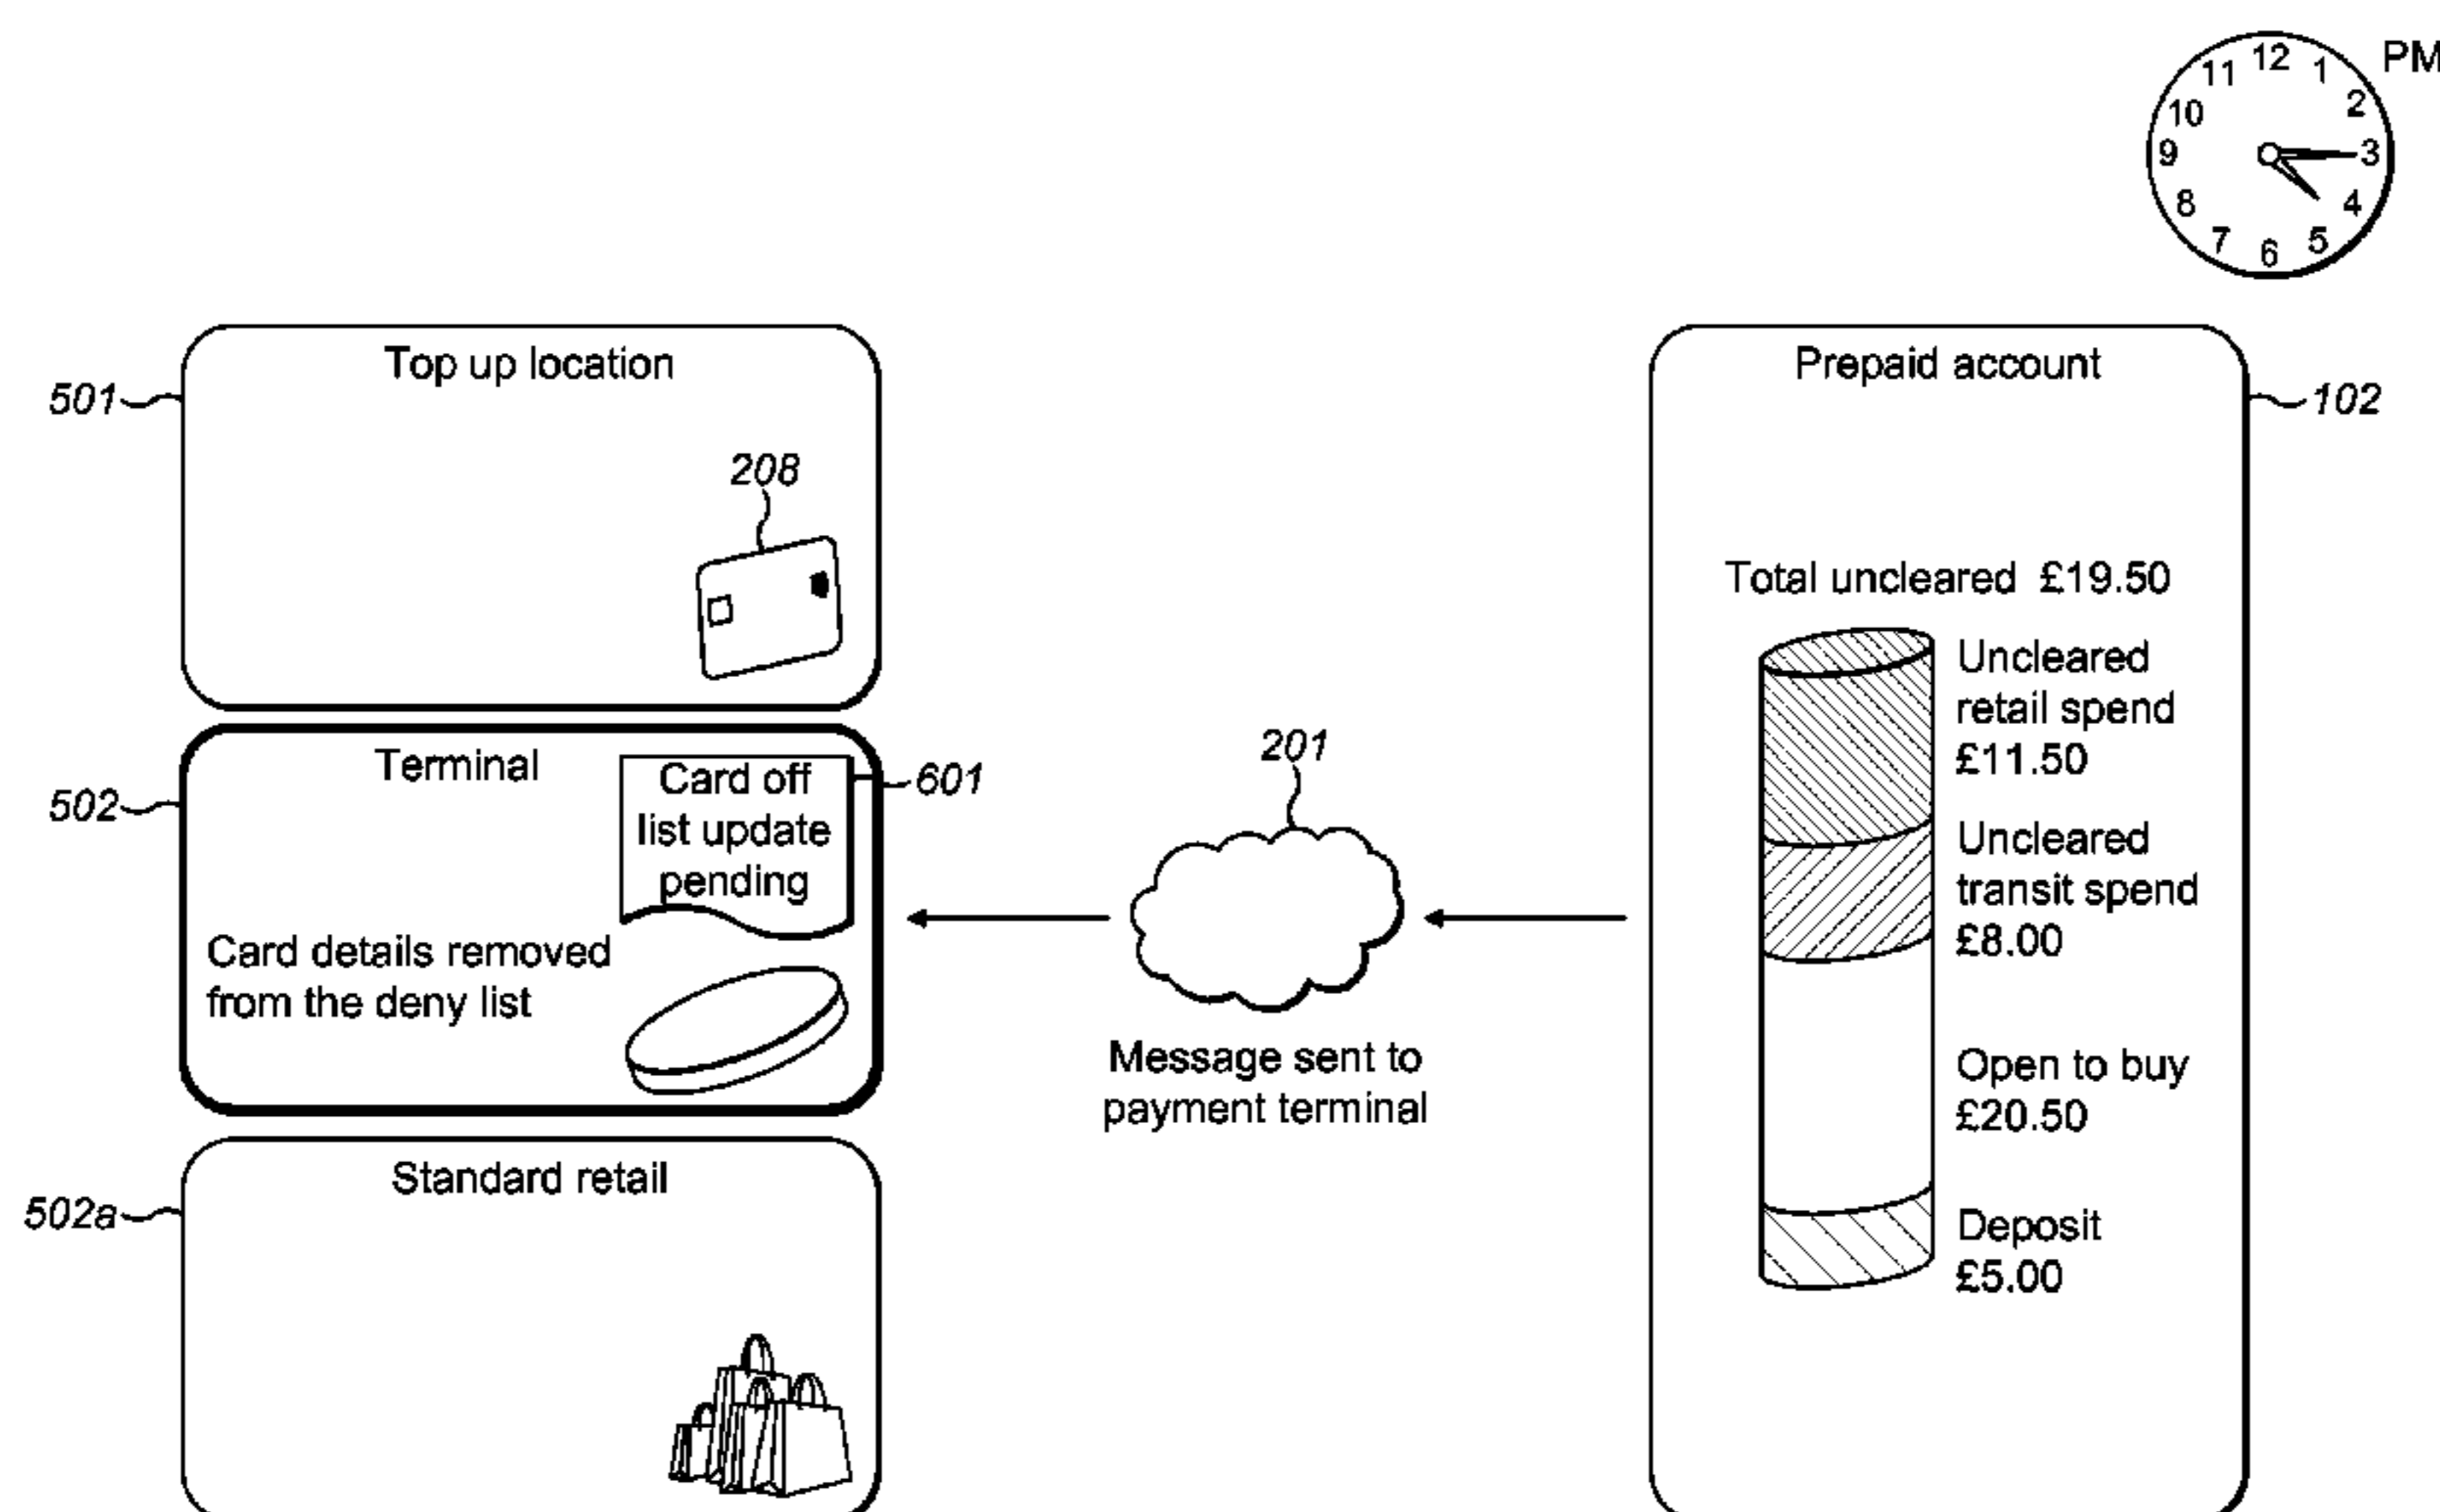 PM
12
11
1
10
2
9
3
8
4
7
5
6
Top up location
501
208
Terminal
502
Card off
list update
pending
601
Card details removed
from the deny list
Standard retail
502a
201
Message sent to
payment terminal
Prepaid account
102
Total uncleared £19.50
Uncleared
retail spend
£11.50
Uncleared
transit spend
£8.00
Open to buy
£20.50
Deposit
£5.00